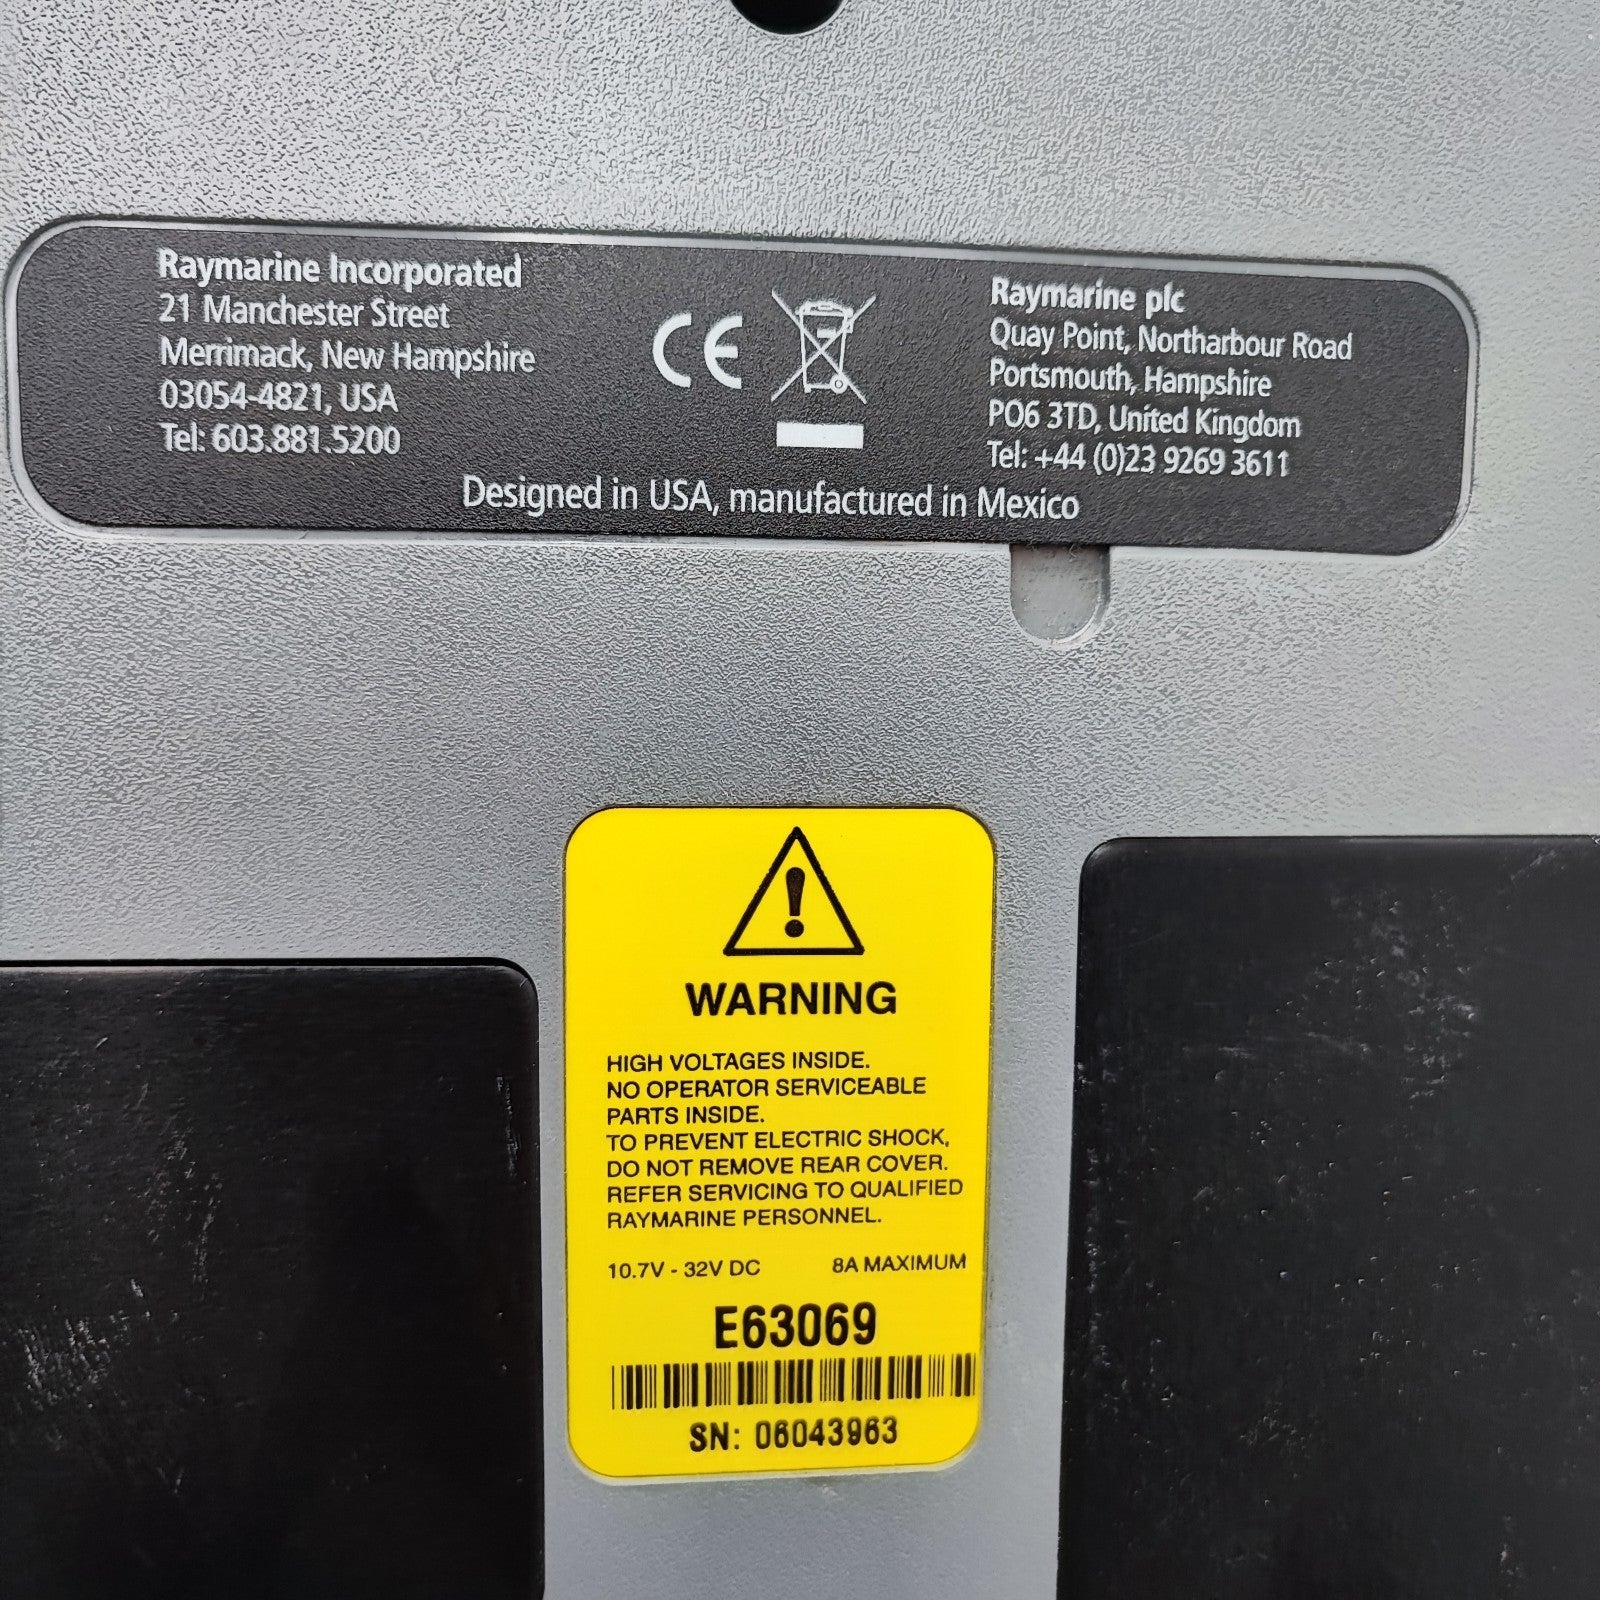 Raymarine Incorporated
21 Manchester Street
Merrimack, New Hampshire
03054-4821, USA
Tel: 603.881.5200
CE
Raymarine plc
Quay Point, Northarbour Road
Portsmouth, Hampshire
PO6 3TD, United Kingdom
Tel: +44 (0)23 9269 3611
Designed in USA, manufactured in Mexico
WARNING
HIGH VOLTAGES INSIDE.
NO OPERATOR SERVICEABLE
PARTS INSIDE.
TO PREVENT ELECTRIC SHOCK,
DO NOT REMOVE REAR COVER.
REFER SERVICING TO QUALIFIED
RAYMARINE PERSONNEL.
10.7V - 32V DC 8A MAXIMUM
E63069
SN: 06043963